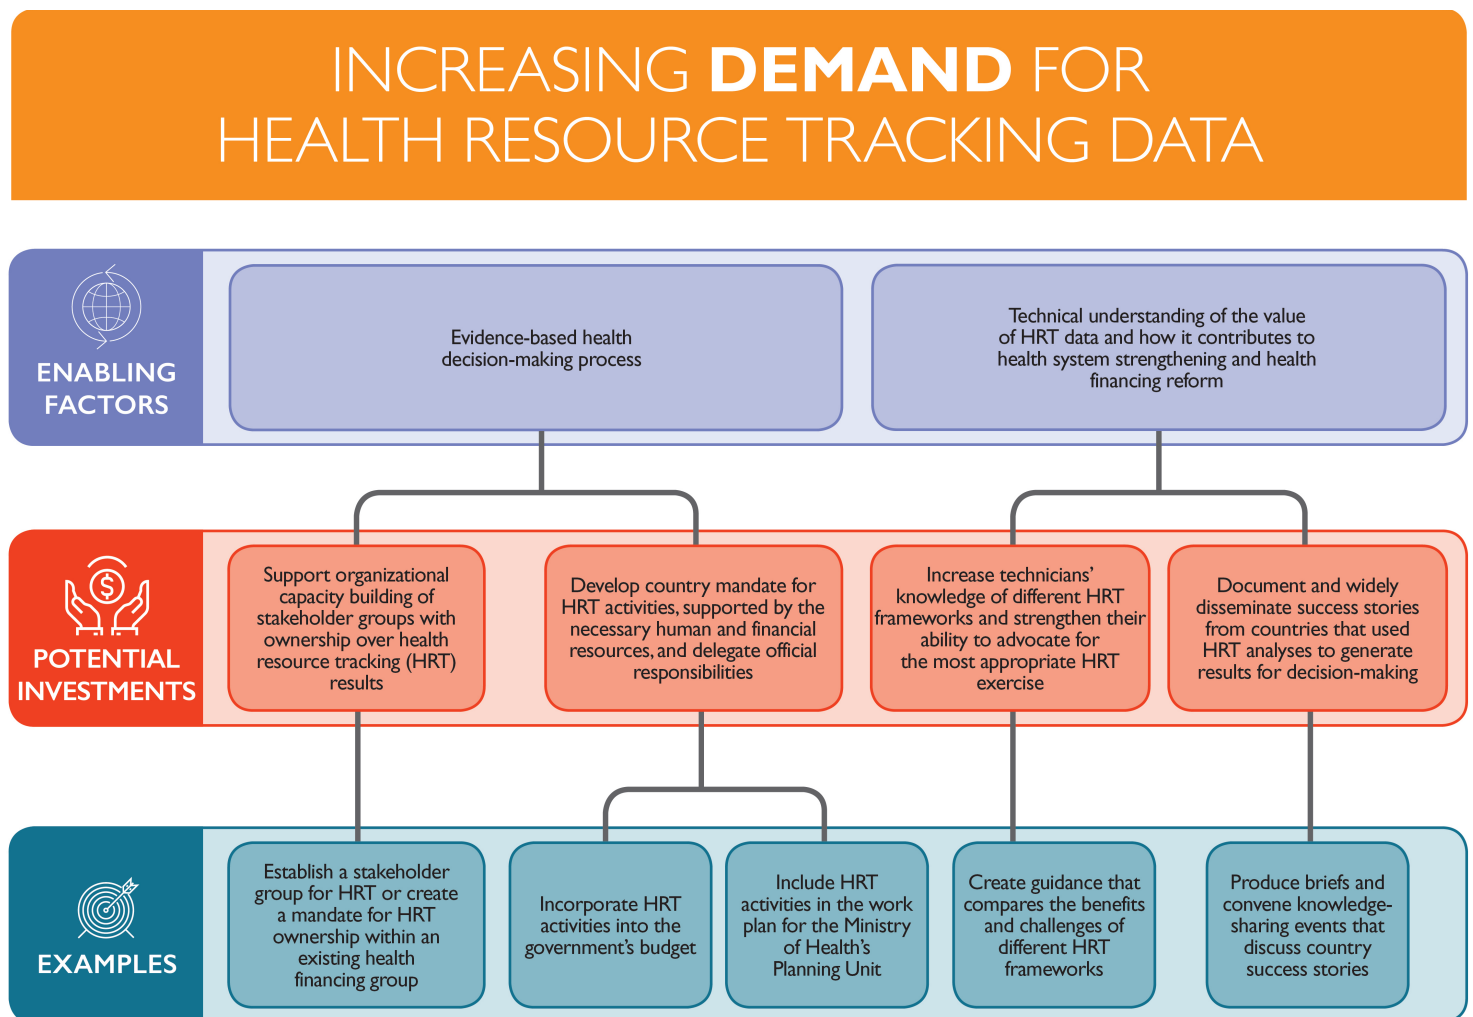 INCREASING DEMAND FOR
HEALTH RESOURCE TRACKING DATA
ENABLING
FACTORS
Evidence-based health
decision-making process
Technical understanding of the value
of HRT data and how it contributes to
health system strengthening and health
financing reform
POTENTIAL
INVESTMENTS
$
Support organizational
capacity building of
stakeholder groups with
ownership over health
resource tracking (HRT)
results
Develop country mandate for
HRT activities, supported by the
necessary human and financial
resources, and delegate official
responsibilities
Increase technicians’
knowledge of different HRT
frameworks and strengthen their
ability to advocate for
the most appropriate HRT
exercise
Document and widely
disseminate success stories
from countries that used
HRT analyses to generate
results for decision-making
EXAMPLES
Establish a stakeholder
group for HRT or create
a mandate for HRT
ownership within an
existing health
financing group
Incorporate HRT
activities into the
government’s budget
Include HRT
activities in the work
plan for the Ministry
of Health’s
Planning Unit
Create guidance that
compares the benefits
and challenges of
different HRT
frameworks
Produce briefs and
convene knowledge-
sharing events that
discuss country
success stories